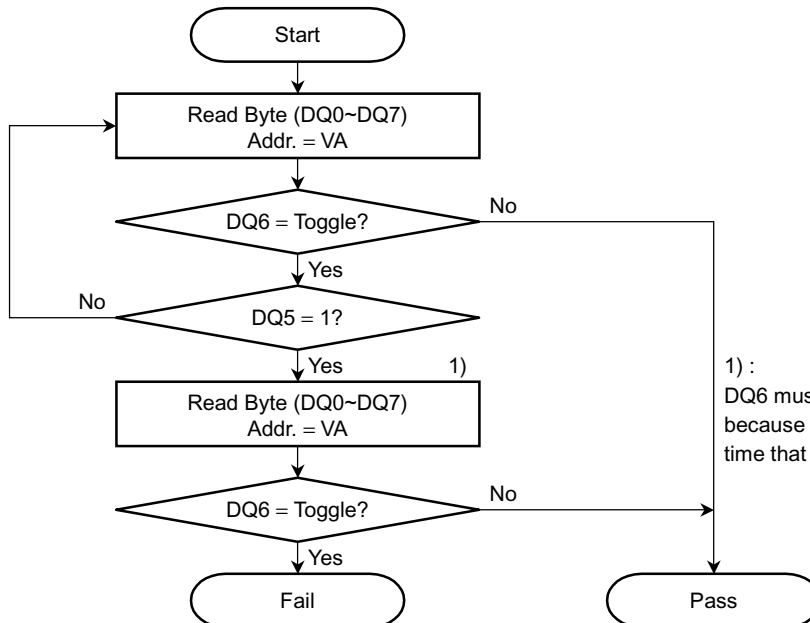 Start
Read Byte (DQ0~DQ7)
Addr. = VA
DQ6 = Toggle?
No
Yes
No
DQ5 = 1?
Yes
1)
Read Byte (DQ0~DQ7)
Addr. = VA
1) :
DQ6
because
time that
DQ6 = Toggle?
No
Yes
Fail
Pass